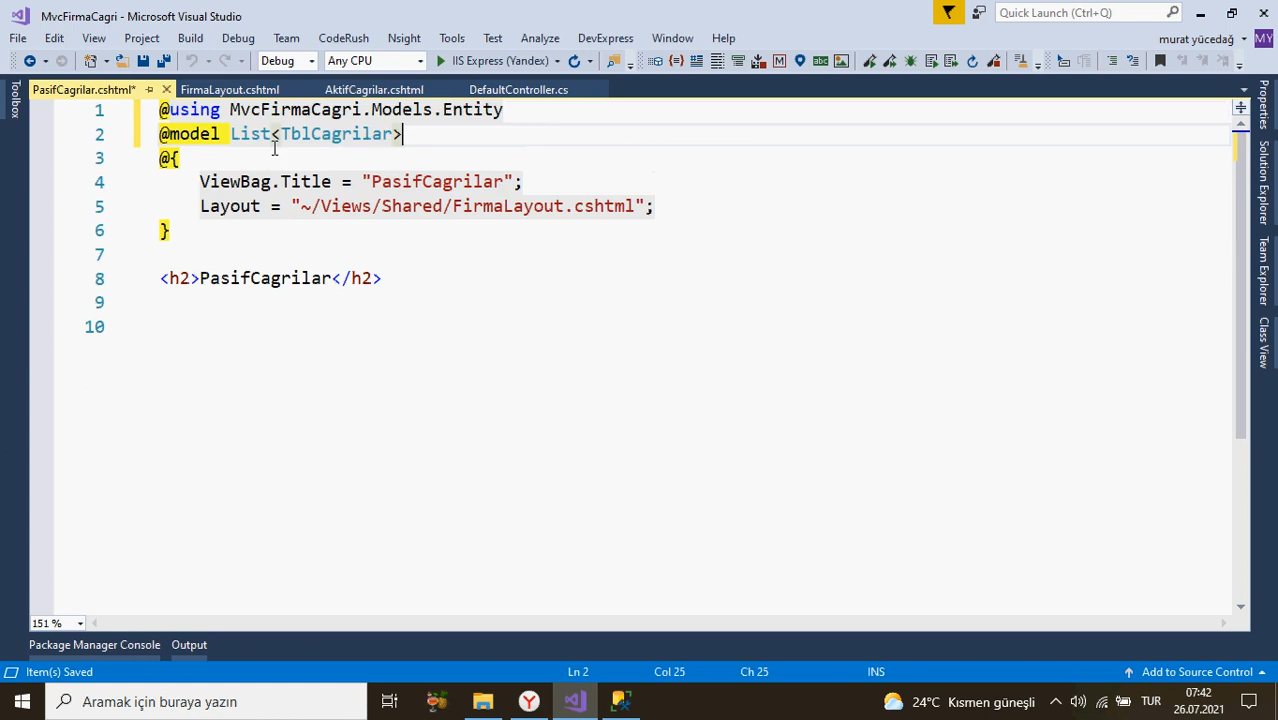 MvcFirmaCagri - Microsoft Visual Studio
Quick Launch (Ctrl+Q)
File Edit View Project Build Debug Team CodeRush Nsight Tools Test Analyze DevExpress Window Help
murat yücedağ MY
Debug Any CPU IIS Express (Yandex)
PasifCagrilar.cshtml* FirmaLayout.cshtml AktifCagrilar.cshtml DefaultController.cs
Toolbox
1 @using MvcFirmaCagri.Models.Entity
2 @model List<TblCagrilar>
3 @{
4 ViewBag.Title = "PasifCagrilar";
5 Layout = "~/Views/Shared/FirmaLayout.cshtml";
6 }
7
8 <h2>PasifCagrilar</h2>
9
10
Properties
Solution Explorer
Team Explorer
Class View
151 %
Package Manager Console Output
Item(s) Saved Ln 2 Col 25 Ch 25 INS Add to Source Control
Aramak için buraya yazın
24°C Kısmen güneşli TUR 07:42
26.07.2021